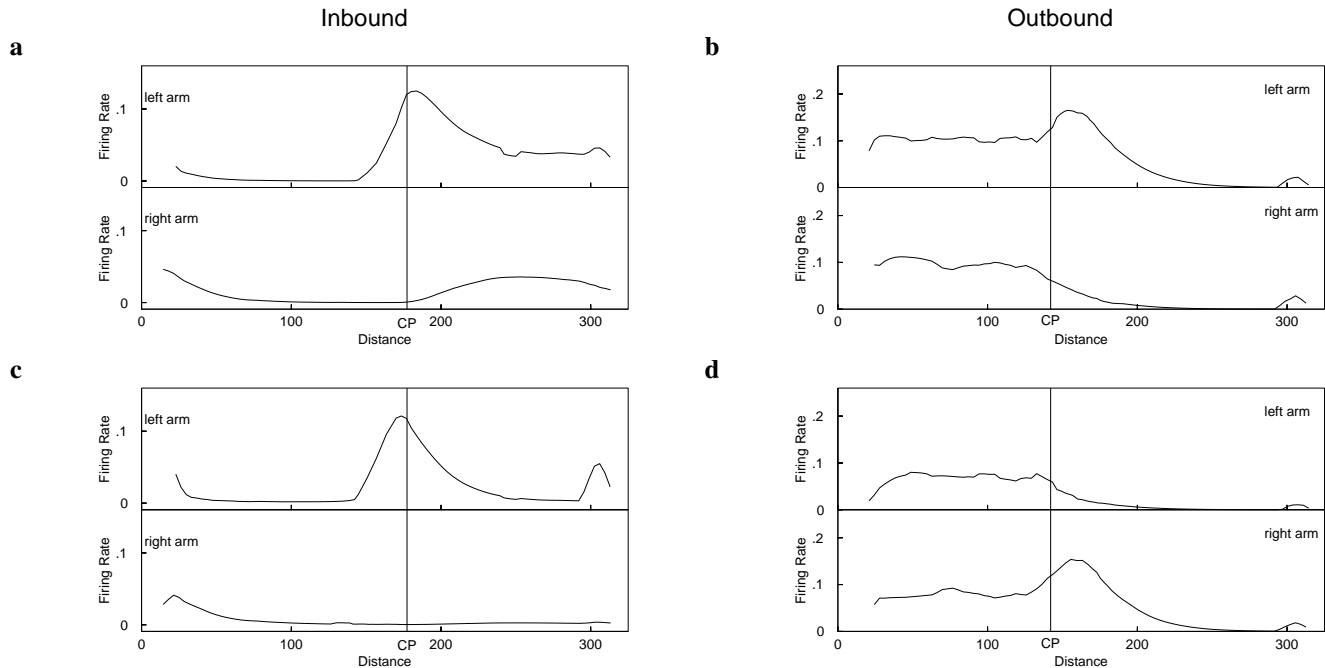 Inbound
Outbound
a
left arm
.1
0
Firing Rate
right arm
.1
0
Firing Rate
0 100 CP 200 300
Distance
b
left arm
.2
0.1
0
Firing Rate
right arm
.2
0.1
0
Firing Rate
0 100 CP 200 300
Distance
c
left arm
.1
0
Firing Rate
right arm
.1
0
Firing Rate
0 100 CP 200 300
Distance
d
left arm
.2
0.1
0
Firing Rate
right arm
.2
0.1
0
Firing Rate
0 100 CP 200 300
Distance